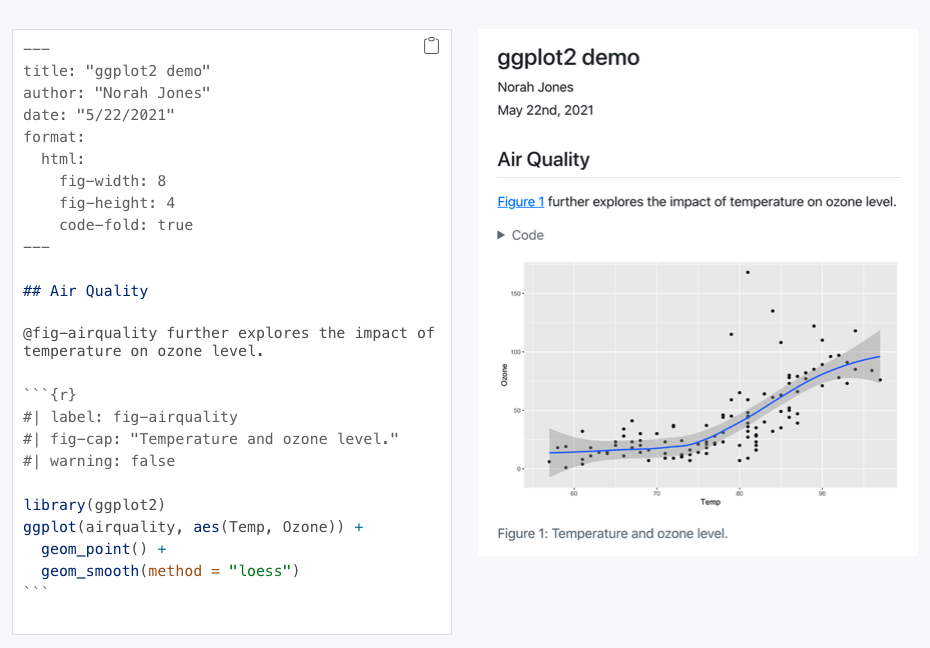 ---
title: "ggplot2 demo"
author: "Norah Jones"
date: "5/22/2021"
format:
  html:
    fig-width: 8
    fig-height: 4
    code-fold: true
---
## Air Quality
@fig-airquality further explores the impact of
temperature on ozone level.
```{r}
#| label: fig-airquality
#| fig-cap: "Temperature and ozone level."
#| warning: false
library(ggplot2)
ggplot(airquality, aes(Temp, Ozone)) +
  geom_point() +
  geom_smooth(method = "loess")
```
ggplot2 demo
Norah Jones
May 22nd, 2021
Air Quality
Figure 1 further explores the impact of temperature on ozone level.
▶ Code
150
100
50
0
Ozone
60 70 80 90
Temp
Figure 1: Temperature and ozone level.